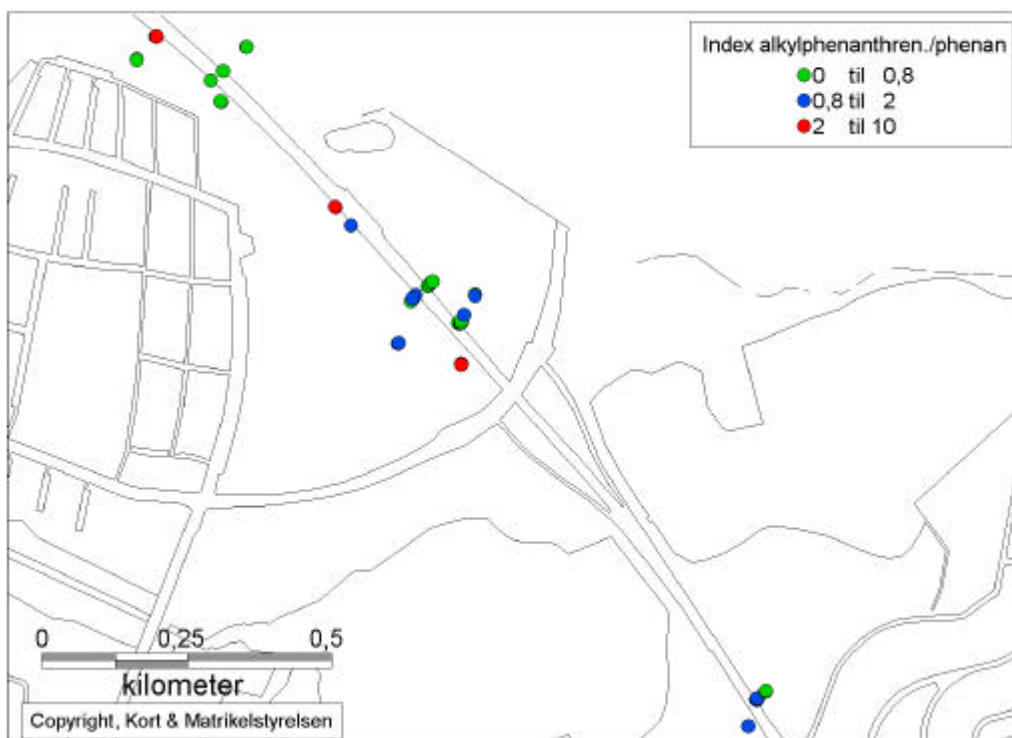 Index alkylphenanthren./phenan
0 til 0,8
0,8 til 2
2 til 10
0 0,25 0,5
kilometer
Copyright, Kort & Matrikelstyrelsen